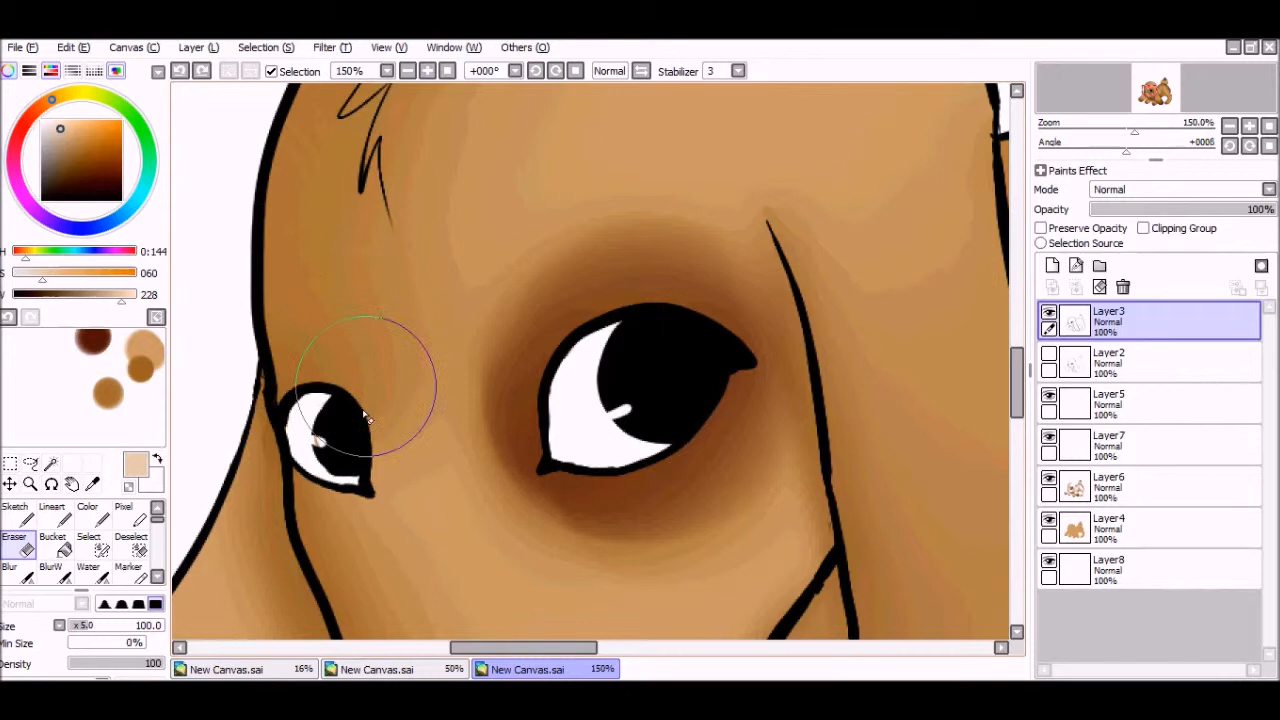 File (F) Edit (E) Canvas (C) Layer (L) Selection (S) Filter (T) View (V) Window (W) Others (O)
Selection 150% +000° Normal Stabilizer 3
Zoom 150.0%
Angle +000δ
Paints Effect
Mode Normal
Opacity 100%
Preserve Opacity Clipping Group
Selection Source
H 0:144
S 060
V 228
Layer3
Normal
100%
Layer2
Normal
100%
Layer5
Normal
100%
Layer7
Normal
100%
Layer6
Normal
100%
Layer4
Normal
100%
Layer8
Normal
100%
Sketch Lineart Color Pixel
Eraser Bucket Select Deselect
Blur BlurW Water Marker
Normal
Size x 5.0 100.0
Min Size 0%
Density 100
New Canvas.sai 16% New Canvas.sai 50% New Canvas.sai 150%